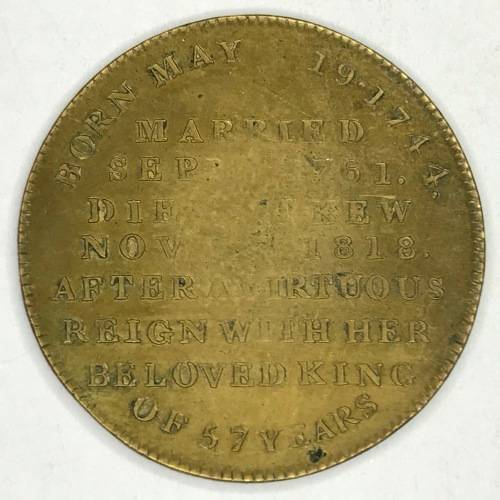 BORN MAY 19·1744.
MARRIED
SEP 761.
DIE KEW
NOV 1818.
AFTER A VIRTUOUS
REIGN WITH HER
BELOVED KING
OF 57 YEARS